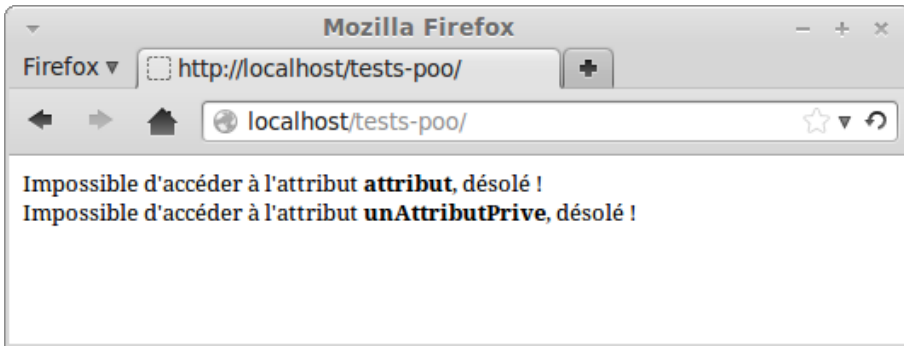 Mozilla Firefox
Firefox
http://localhost/tests-poo/
localhost/tests-poo/
Impossible d'accéder à l'attribut attribut, désolé !
Impossible d'accéder à l'attribut unAttributPrive, désolé !